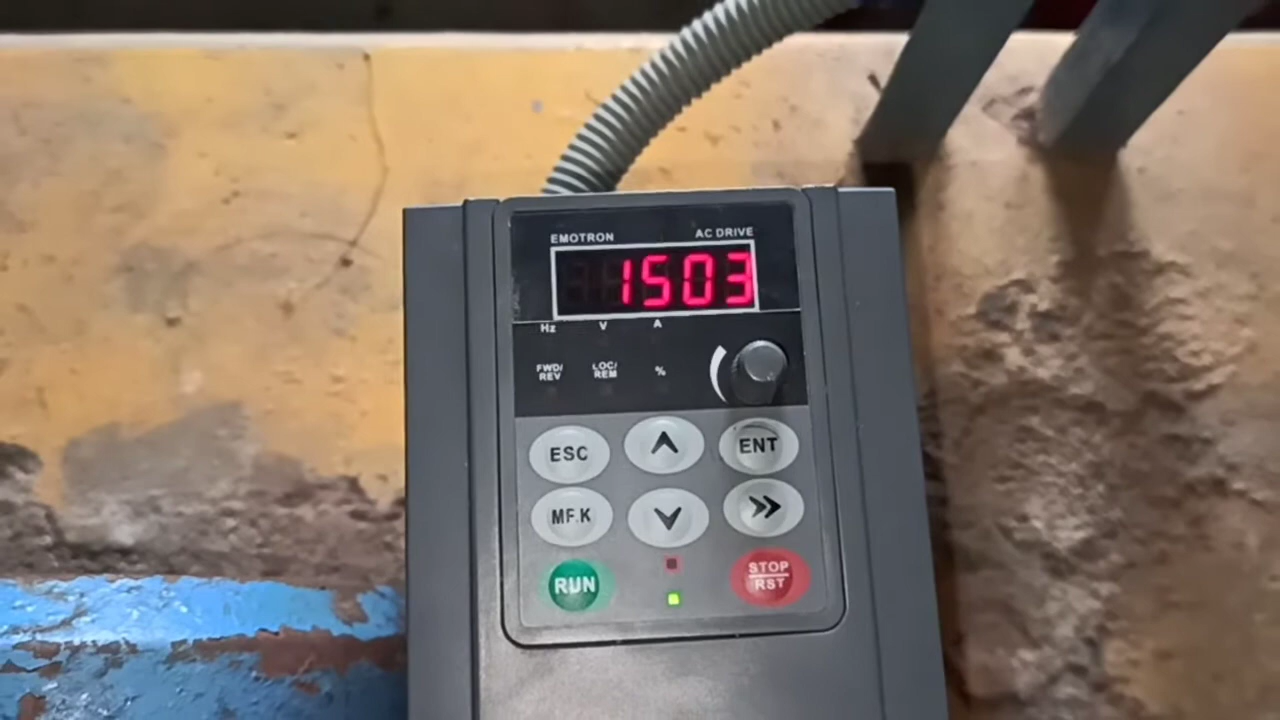 EMOTRON AC DRIVE
1503
Hz V A
FWD/ LOC/ %
REV REM
ESC ENT
MF.K
RUN STOP
RST